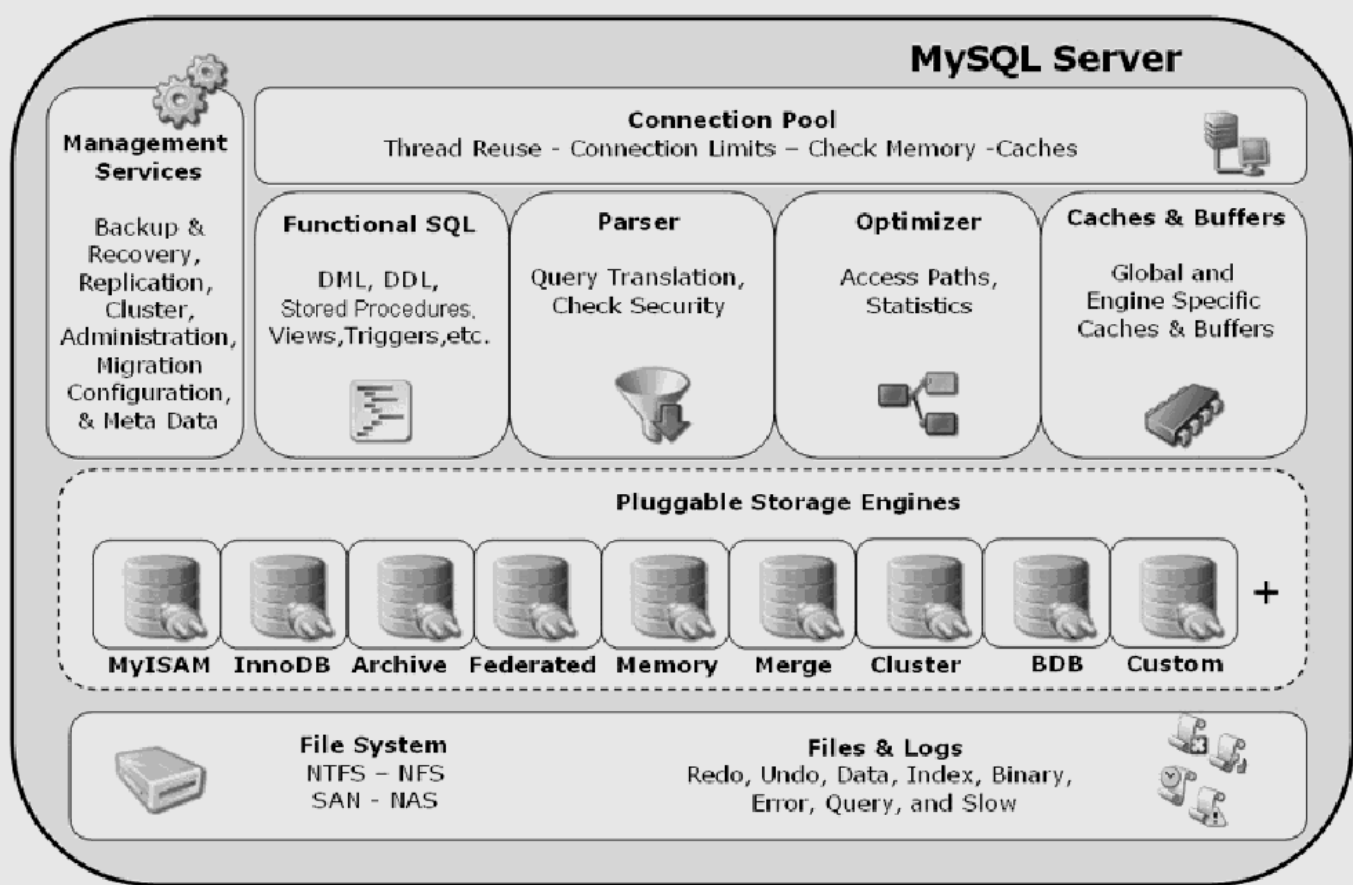 MySQL Server
Management
Services
Backup &
Recovery,
Replication,
Cluster,
Administration,
Migration
Configuration,
& Meta Data
Connection Pool
Thread Reuse - Connection Limits – Check Memory -Caches
Functional SQL
DML, DDL,
Stored Procedures,
Views,Triggers,etc.
Parser
Query Translation,
Check Security
Optimizer
Access Paths,
Statistics
Caches & Buffers
Global and
Engine Specific
Caches & Buffers
Pluggable Storage Engines
+
MyISAM InnoDB Archive Federated Memory Merge Cluster BDB Custom
File System
NTFS – NFS
SAN - NAS
Files & Logs
Redo, Undo, Data, Index, Binary,
Error, Query, and Slow